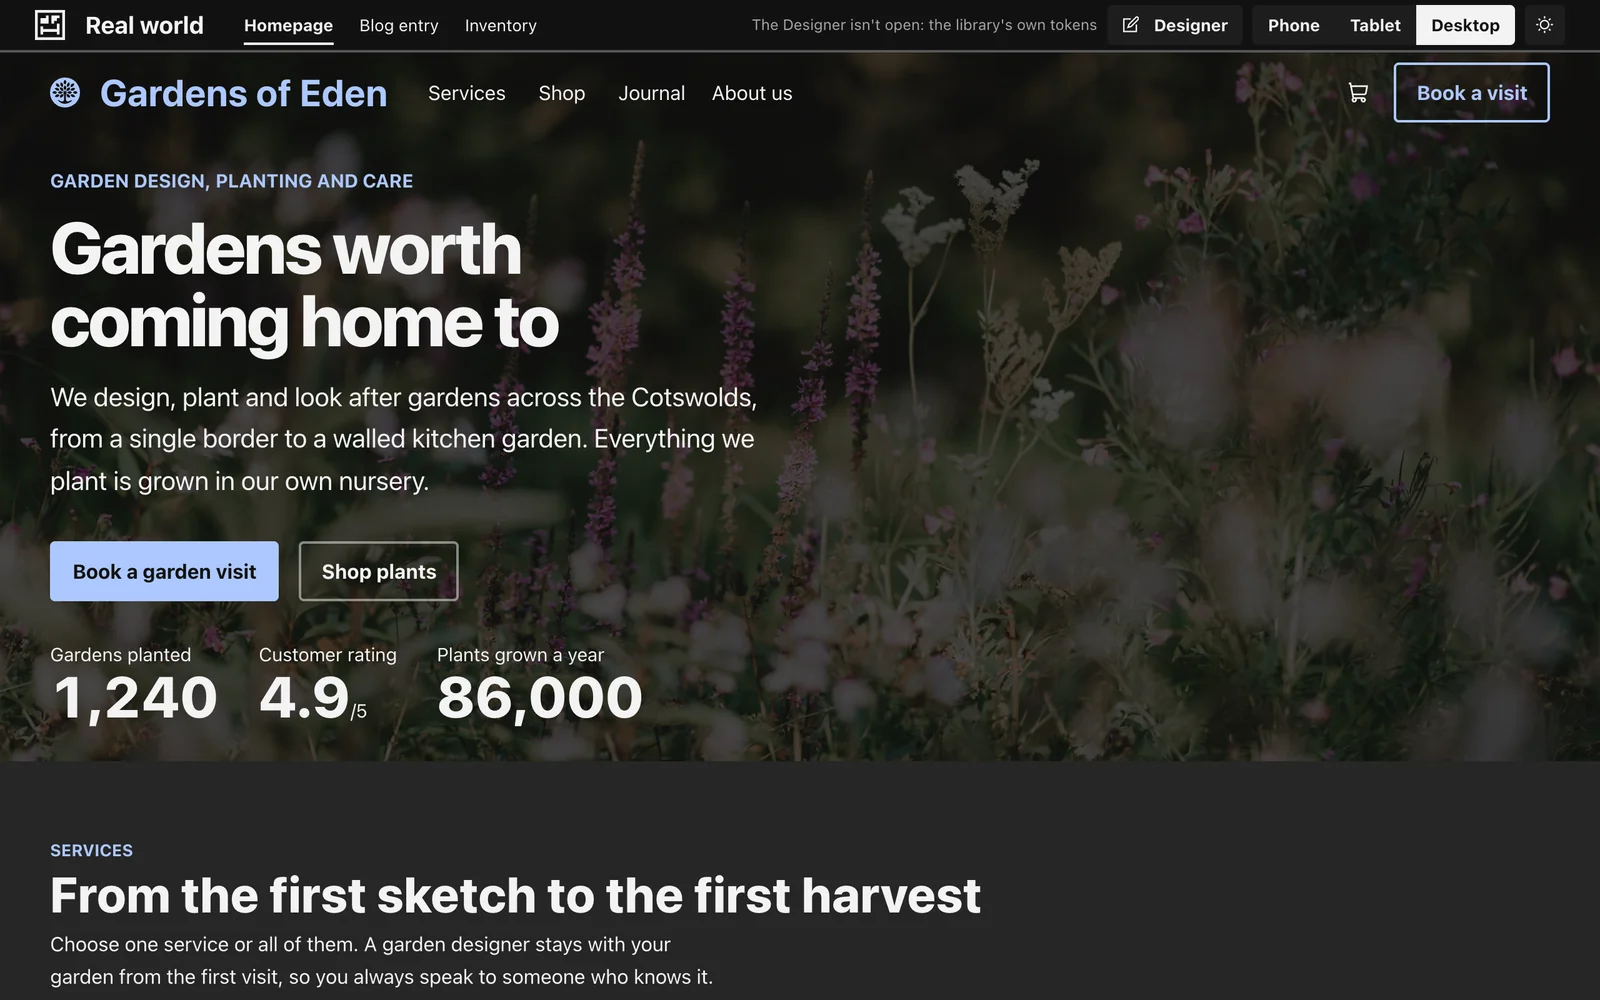 Real world
Homepage
Blog entry
Inventory
The Designer isn't open: the library's own tokens
Designer
Phone
Tablet
Desktop
Gardens of Eden
Services
Shop
Journal
About us
Book a visit
GARDEN DESIGN, PLANTING AND CARE
Gardens worth
coming home to
We design, plant and look after gardens across the Cotswolds,
from a single border to a walled kitchen garden. Everything we
plant is grown in our own nursery.
Book a garden visit
Shop plants
Gardens planted
1,240
Customer rating
4.9/5
Plants grown a year
86,000
SERVICES
From the first sketch to the first harvest
Choose one service or all of them. A garden designer stays with your
garden from the first visit, so you always speak to someone who knows it.